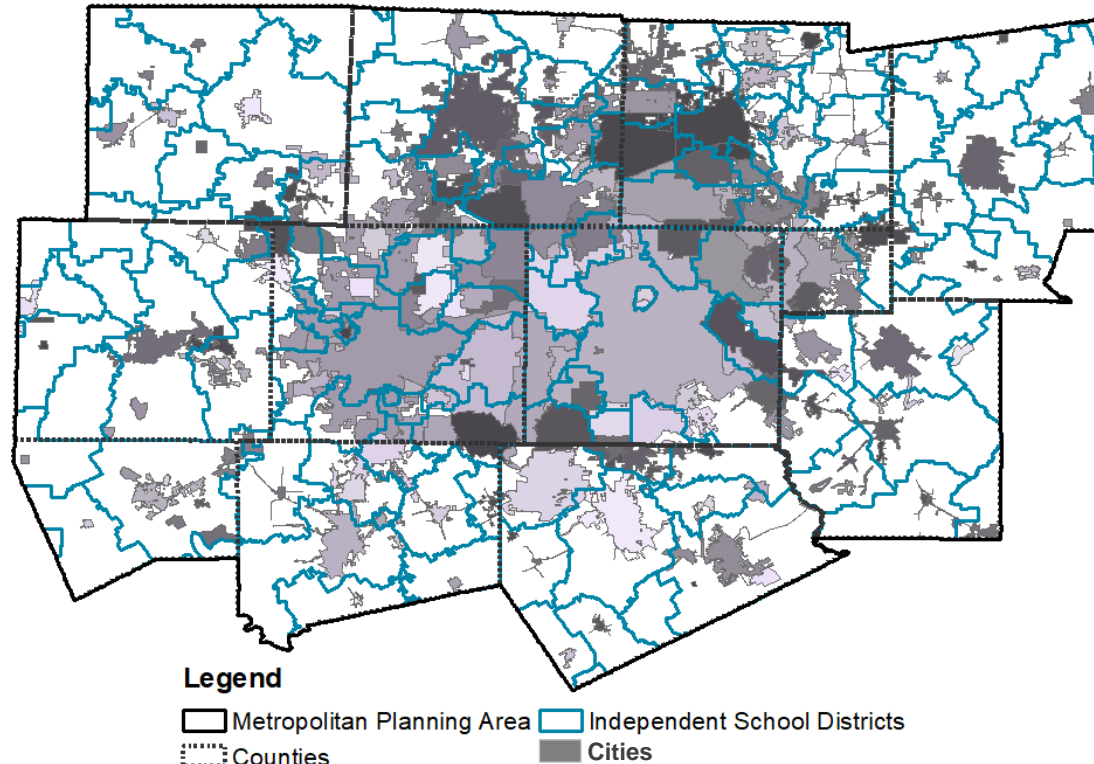 Legend
Metropolitan Planning Area
Independent School Districts
Counties
Cities